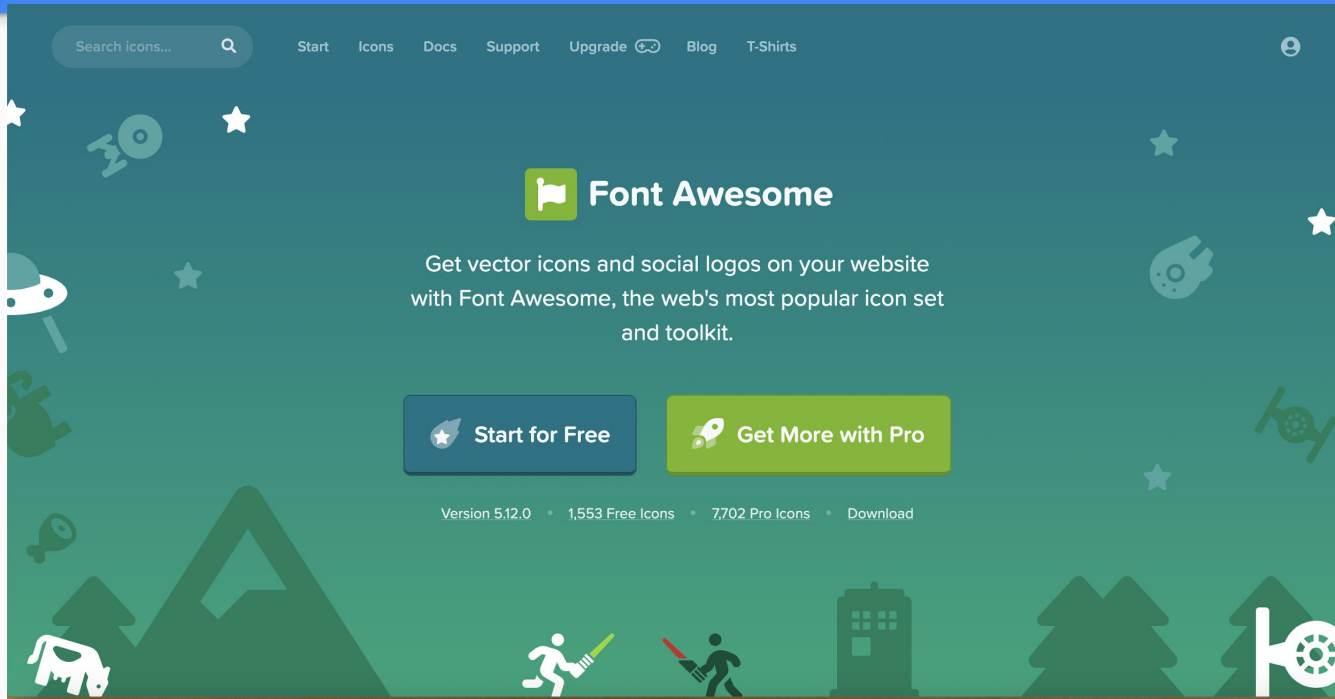 Search icons...
Start Icons Docs Support Upgrade Blog T-Shirts
Font Awesome
Get vector icons and social logos on your website
with Font Awesome, the web's most popular icon set
and toolkit.
Start for Free
Get More with Pro
Version 5.12.0 • 1,553 Free Icons • 7,702 Pro Icons • Download